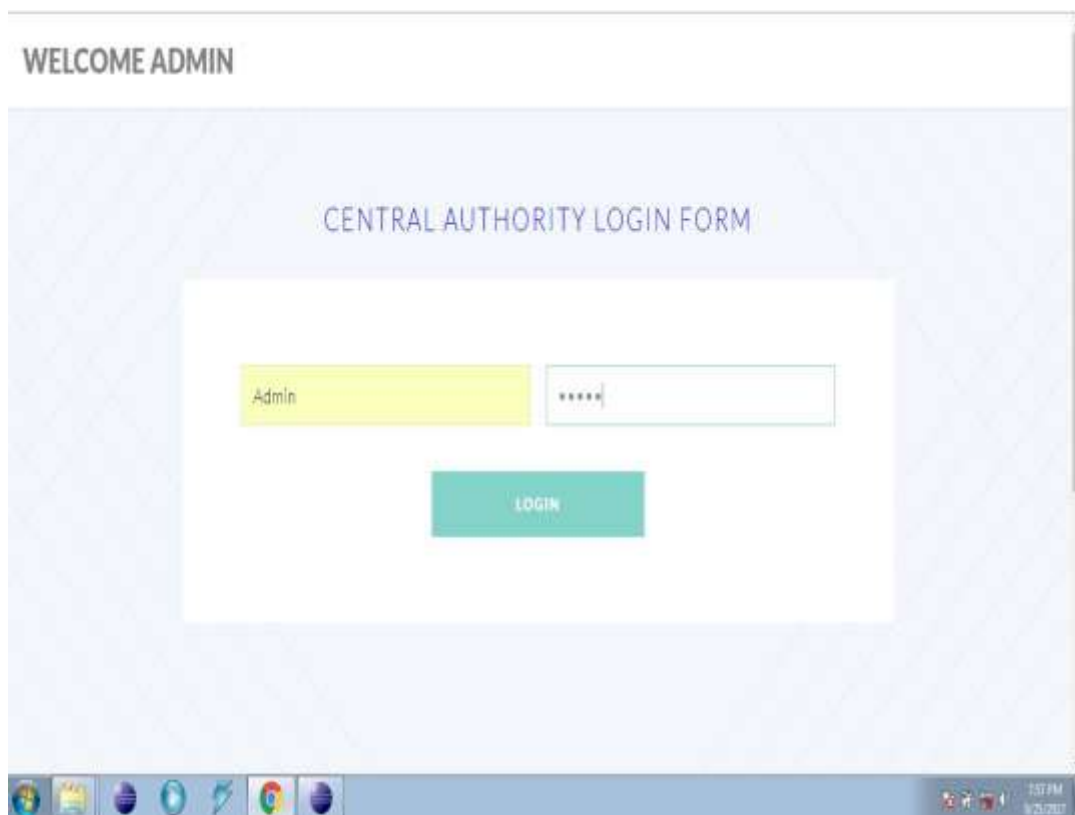 WELCOME ADMIN
CENTRAL AUTHORITY LOGIN FORM
Admin
•••••
LOGIN